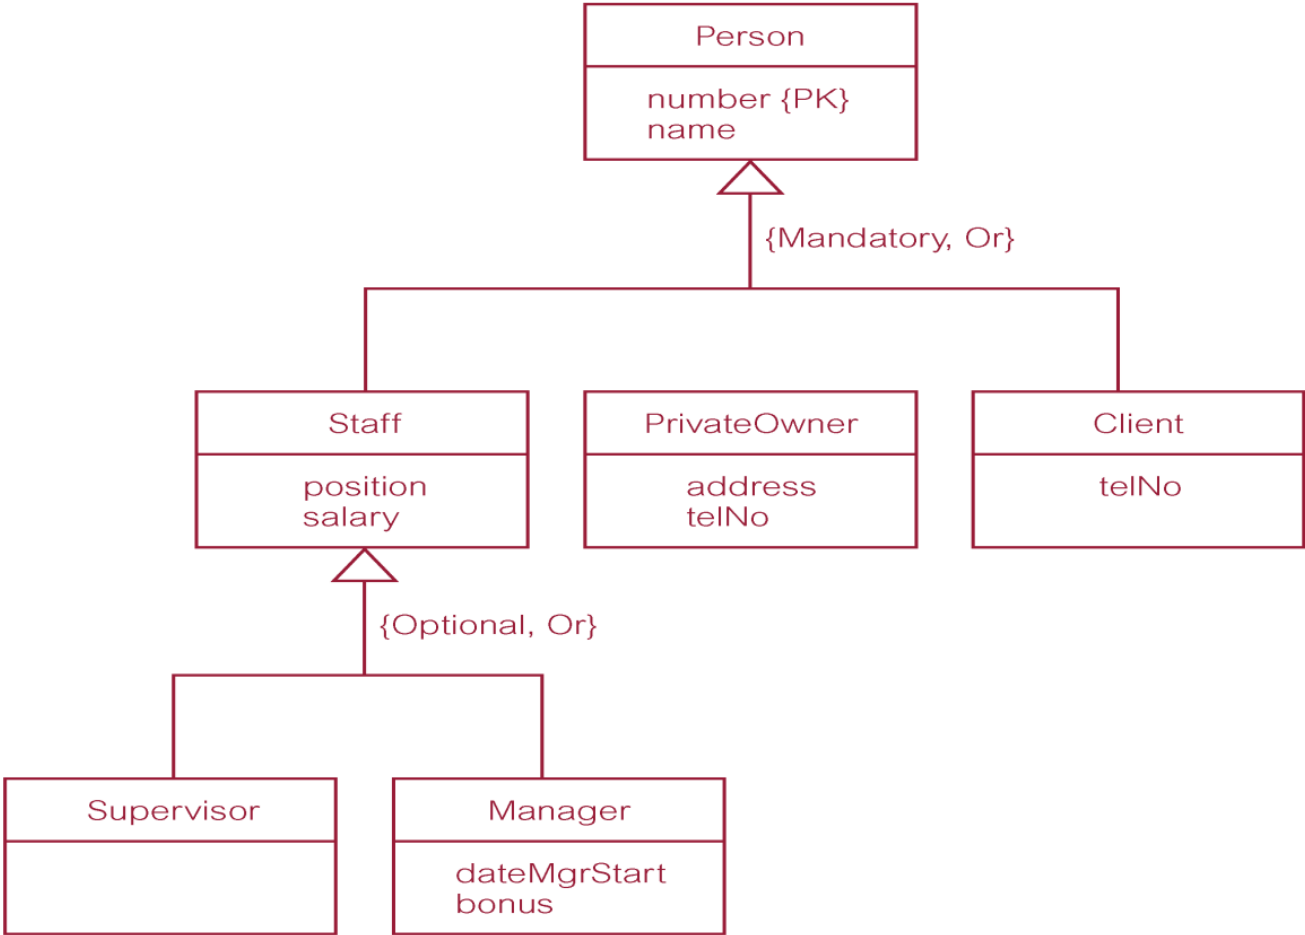 Person
number {PK}
name
{Mandatory, Or}
Staff
position
salary
PrivateOwner
address
telNo
Client
telNo
{Optional, Or}
Supervisor
Manager
dateMgrStart
bonus